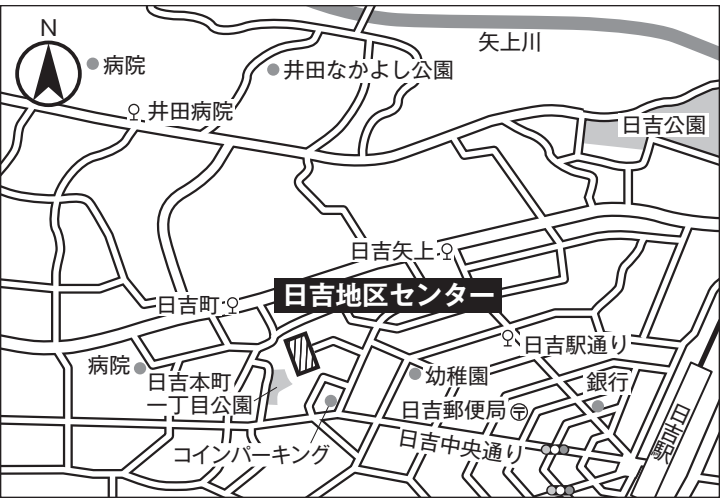 N
矢上川
病院
井田なかよし公園
井田病院
日吉公園
日吉矢上
日吉地区センター
日吉町
日吉駅通り
病院
幼稚園
銀行
日吉本町
一丁目公園
日吉郵便局〒
日吉駅
コインパーキング
日吉中央通り